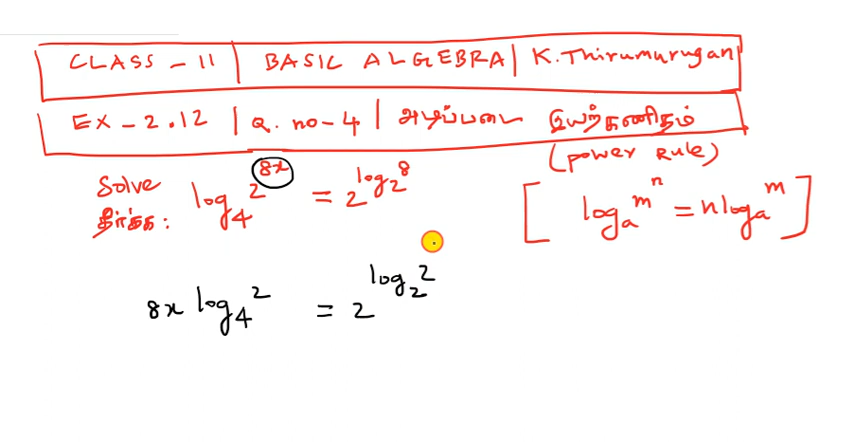 CLASS - 11 | BASIC ALGEBRA | K. Thirumurugan
EX - 2.12 | Q. no - 4 | அடிப்படை இயற்கணிதம்
(power RULE)
Solve log₄ 2^(8x) = 2^(log₂ 8) [ logₐ mⁿ = n logₐ m ]
தீர்க்க:
8x log₄ 2 = 2^(log₂ 2)